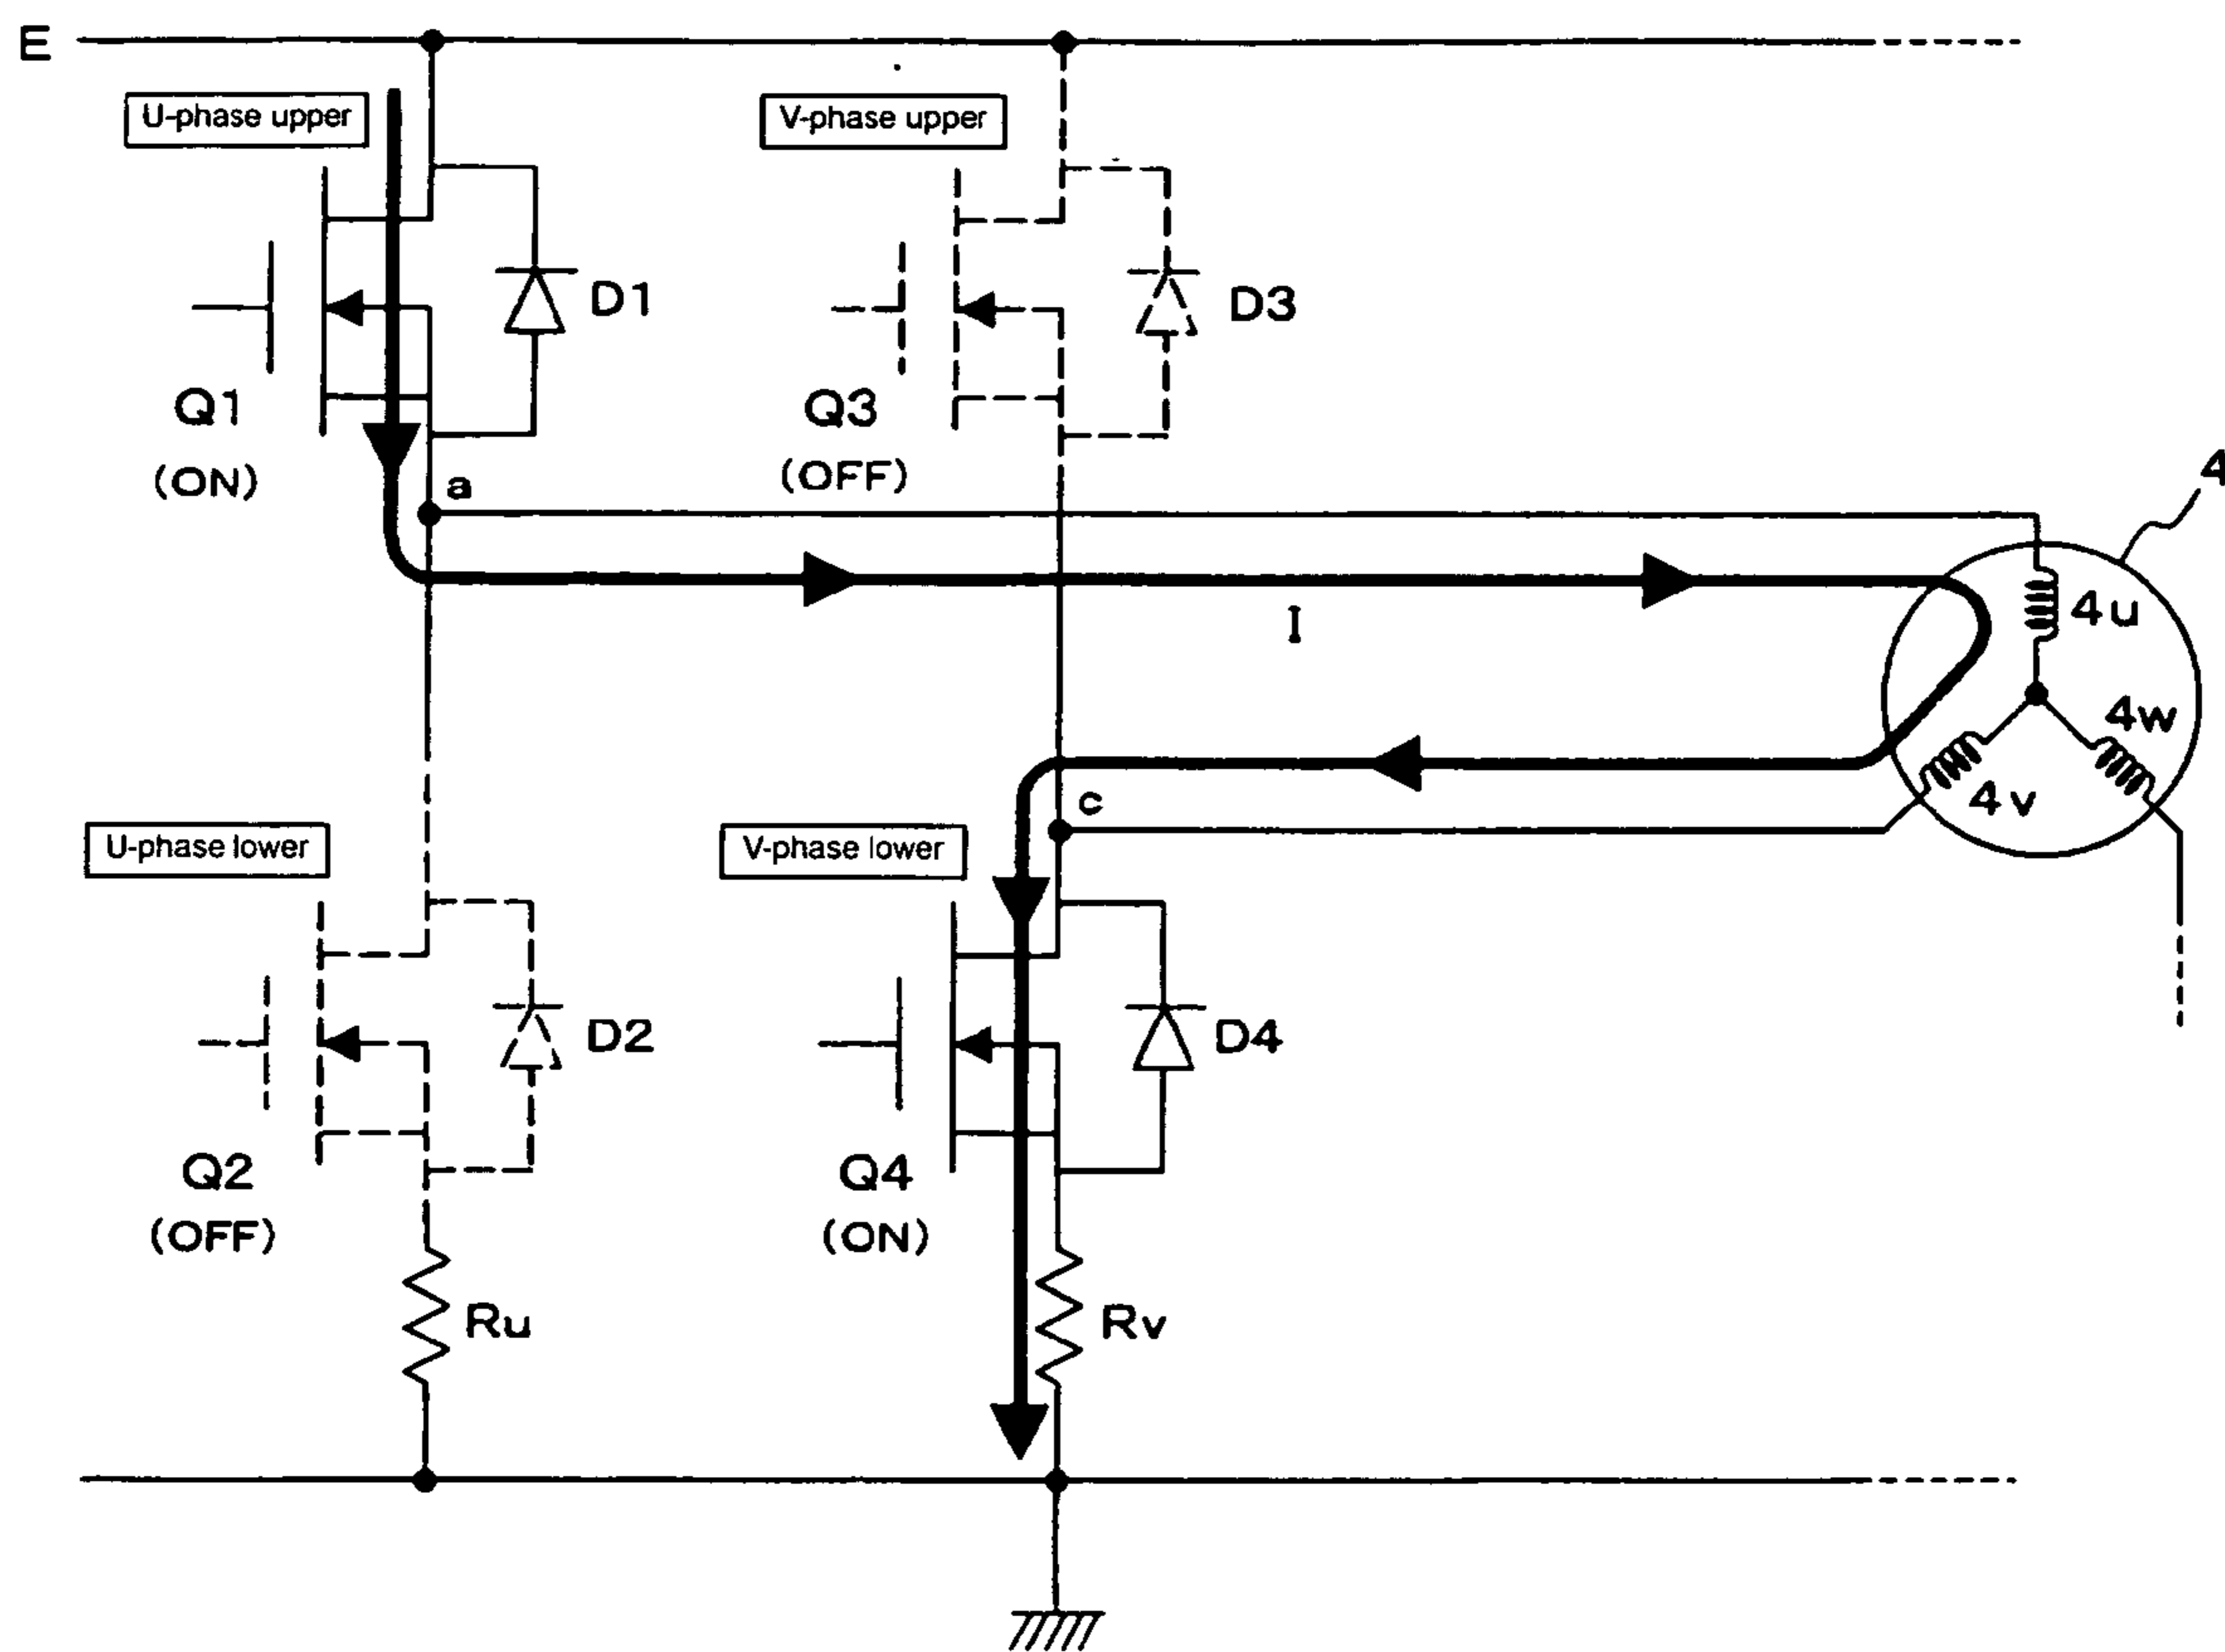 E
U-phase upper
V-phase upper
D1
D3
Q1
(ON)
Q3
(OFF)
a
4
I
4u
4w
4v
c
U-phase lower
V-phase lower
D2
D4
Q2
(OFF)
Q4
(ON)
Ru
Rv